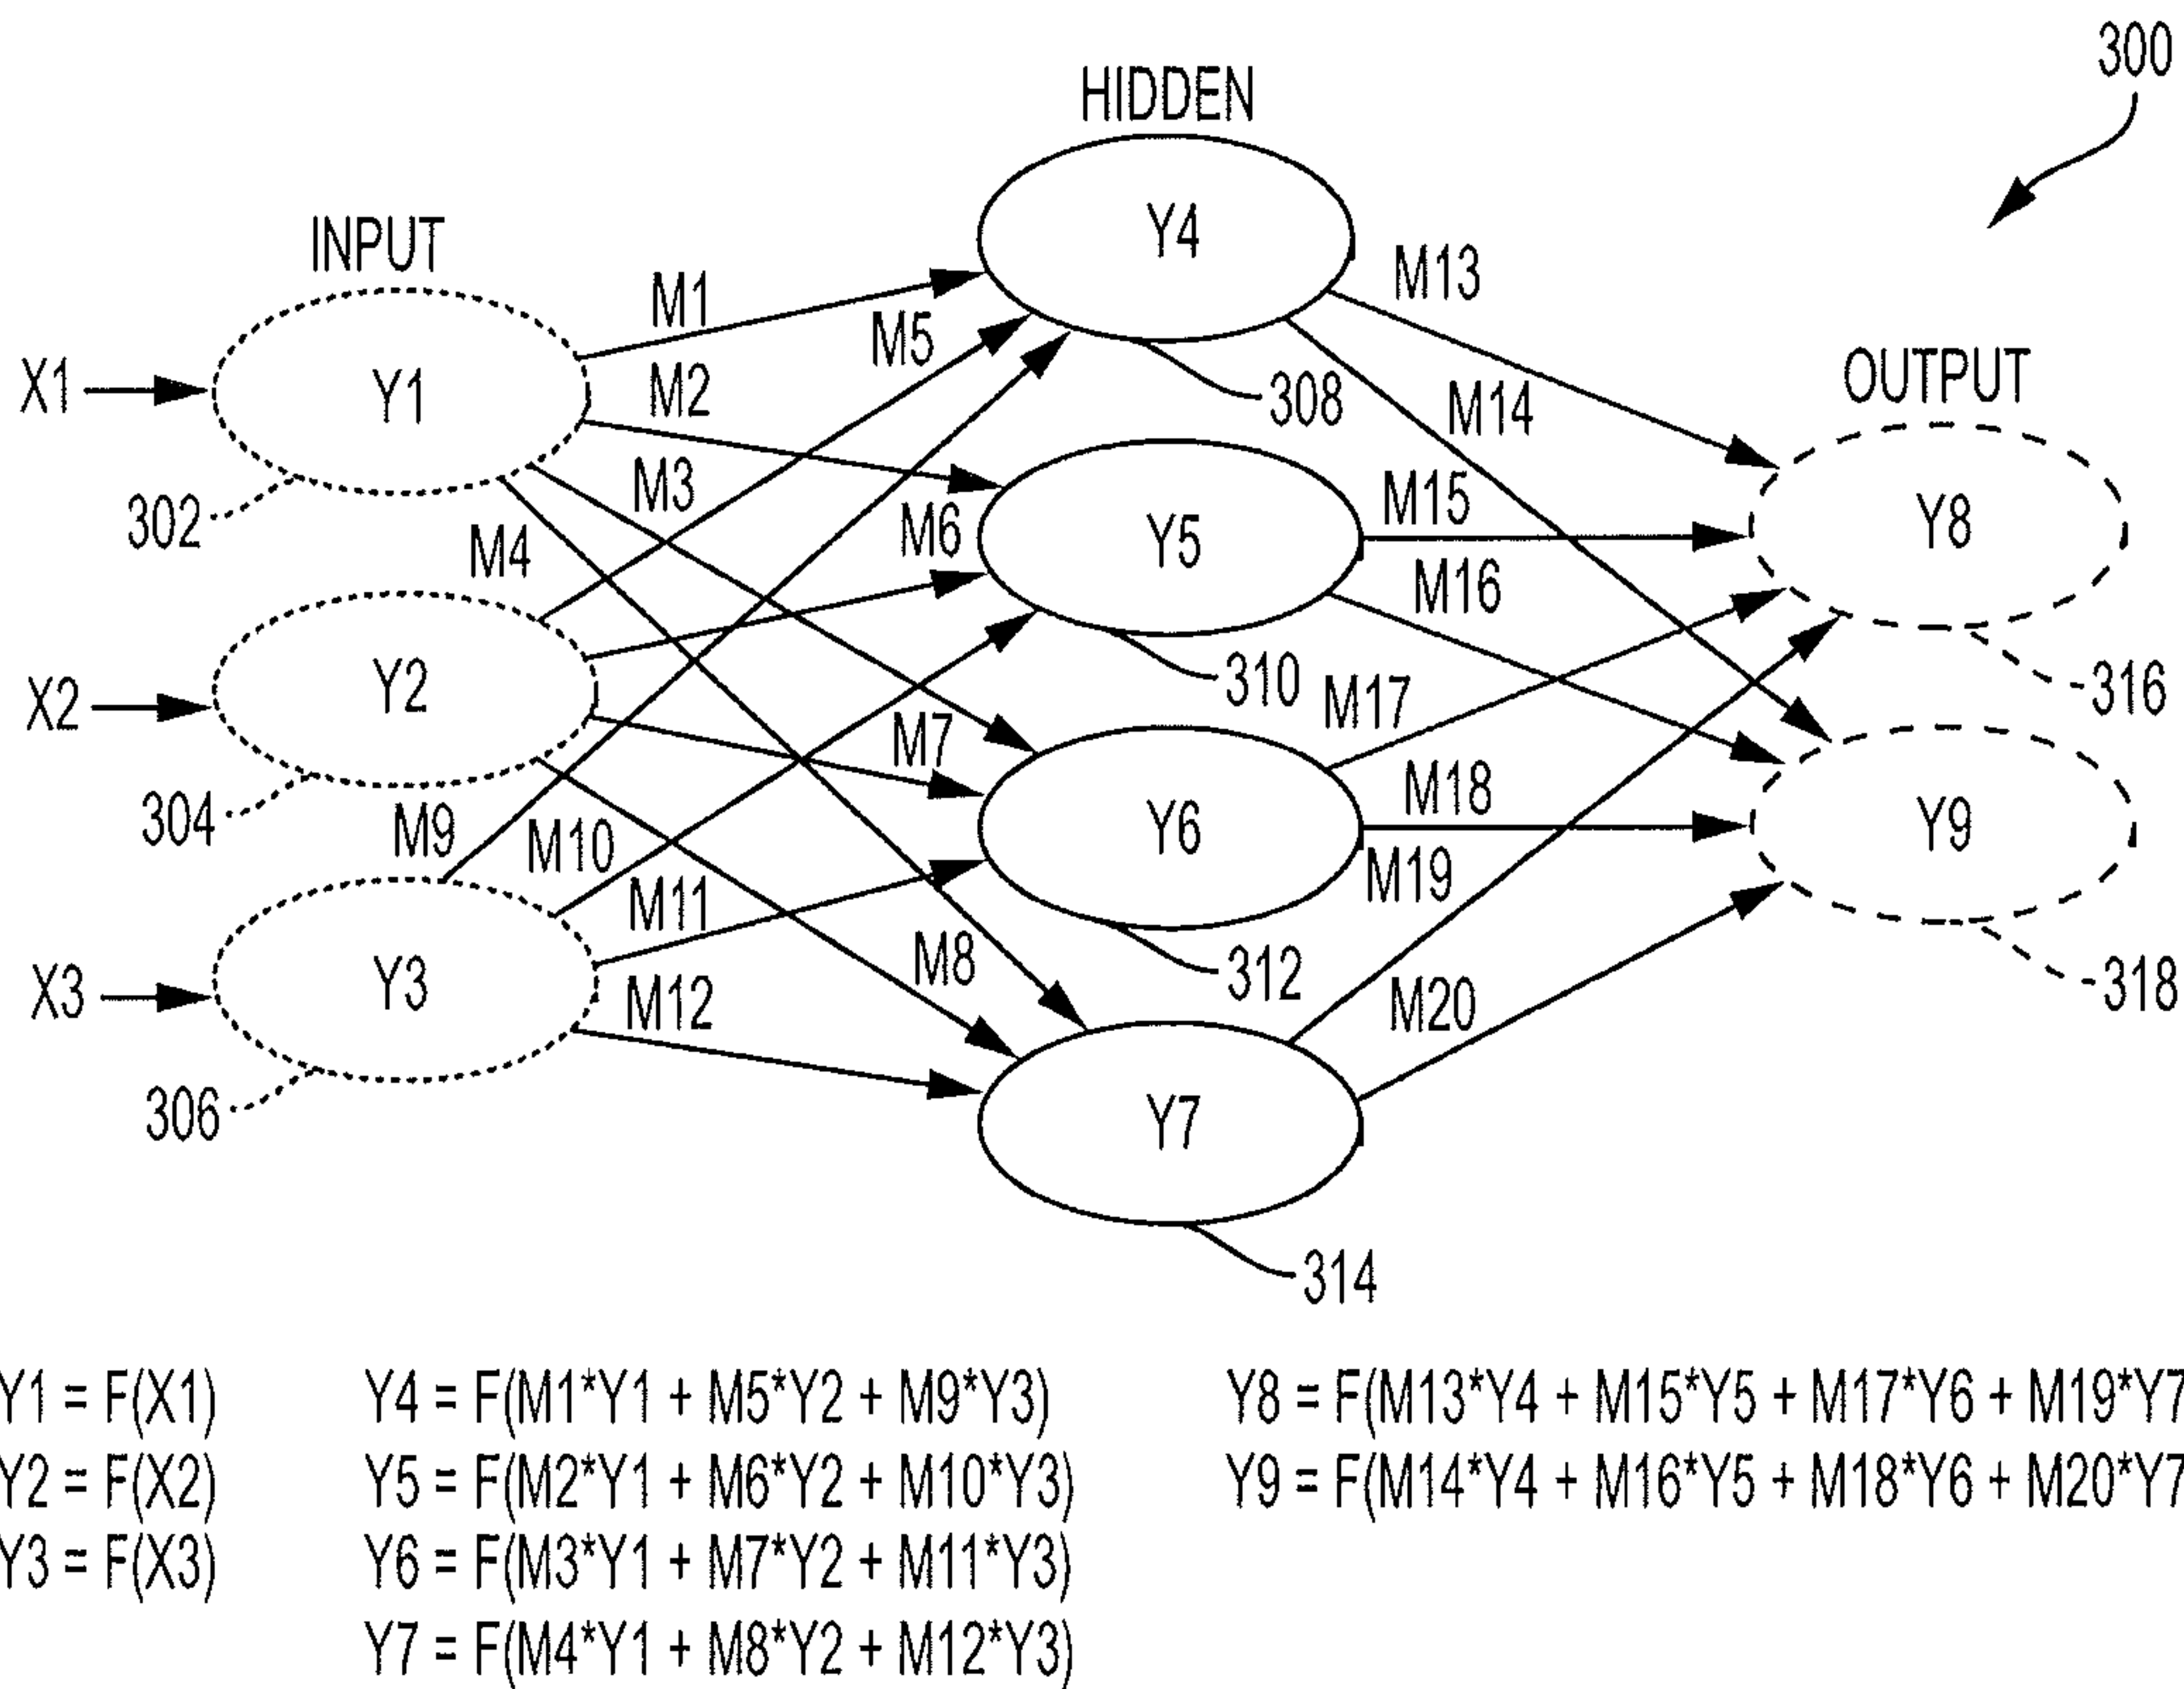 300
HIDDEN
Y4
INPUT
M1
M13
M5
X1
Y1
M2
308
M14
OUTPUT
M3
302
M4
M6
Y5
M15
Y8
M16
X2
Y2
310
M17
316
M7
304
M9
M10
Y6
M18
Y9
M19
M11
X3
Y3
M8
312
M12
M20
318
306
Y7
314
Y1 = F(X1) Y4 = F(M1*Y1 + M5*Y2 + M9*Y3) Y8 = F(M13*Y4 + M15*Y5 + M17*Y6 + M19*Y7
Y2 = F(X2) Y5 = F(M2*Y1 + M6*Y2 + M10*Y3) Y9 = F(M14*Y4 + M16*Y5 + M18*Y6 + M20*Y7
Y3 = F(X3) Y6 = F(M3*Y1 + M7*Y2 + M11*Y3)
Y7 = F(M4*Y1 + M8*Y2 + M12*Y3)